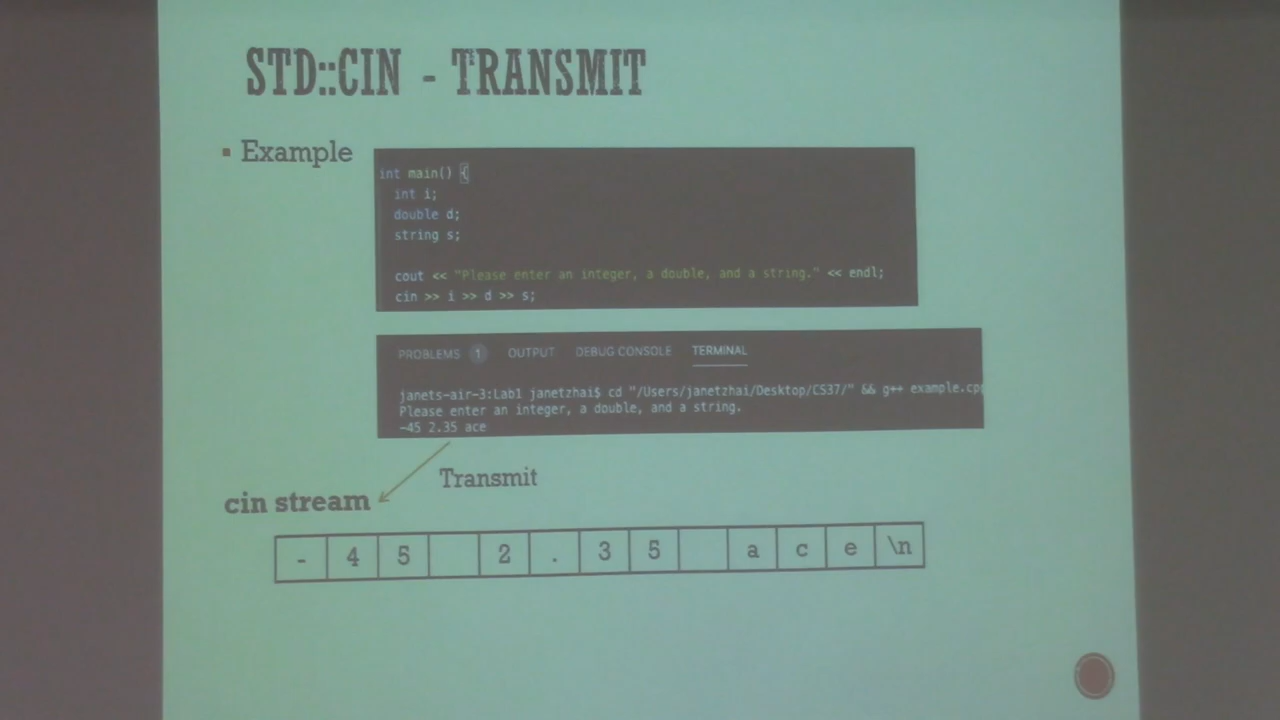 STD::CIN - TRANSMIT
▪ Example
int main() {
int i;
double d;
string s;
cout << "Please enter an integer, a double, and a string." << endl;
cin >> i >> d >> s;
PROBLEMS 1 OUTPUT DEBUG CONSOLE TERMINAL
janets-air-3:Lab1 janetzhai$ cd "/Users/janetzhai/Desktop/CS37/" && g++ example.cp
Please enter an integer, a double, and a string.
-45 2.35 ace
Transmit
cin stream
- 4 5 2 . 3 5 a c e \n